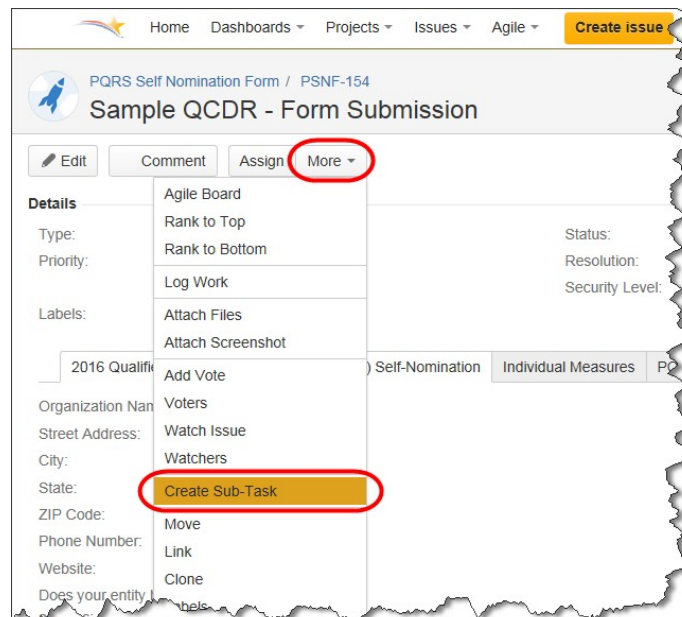 Home Dashboards Projects Issues Agile Create issue
PQRS Self Nomination Form / PSNF-154
Sample QCDR - Form Submission
Edit Comment Assign More
Details
Agile Board
Rank to Top
Type: Status:
Priority: Rank to Bottom Resolution:
Log Work Security Level:
Labels: Attach Files
Attach Screenshot
2016 Add Vote ) Self-Nomination Individual Measures
Organization Voters
Street Address: Watch Issue
City: Watchers
State: Create Sub-Task
ZIP Code: Move
Phone Number: Link
Website: Clone
Does your entity